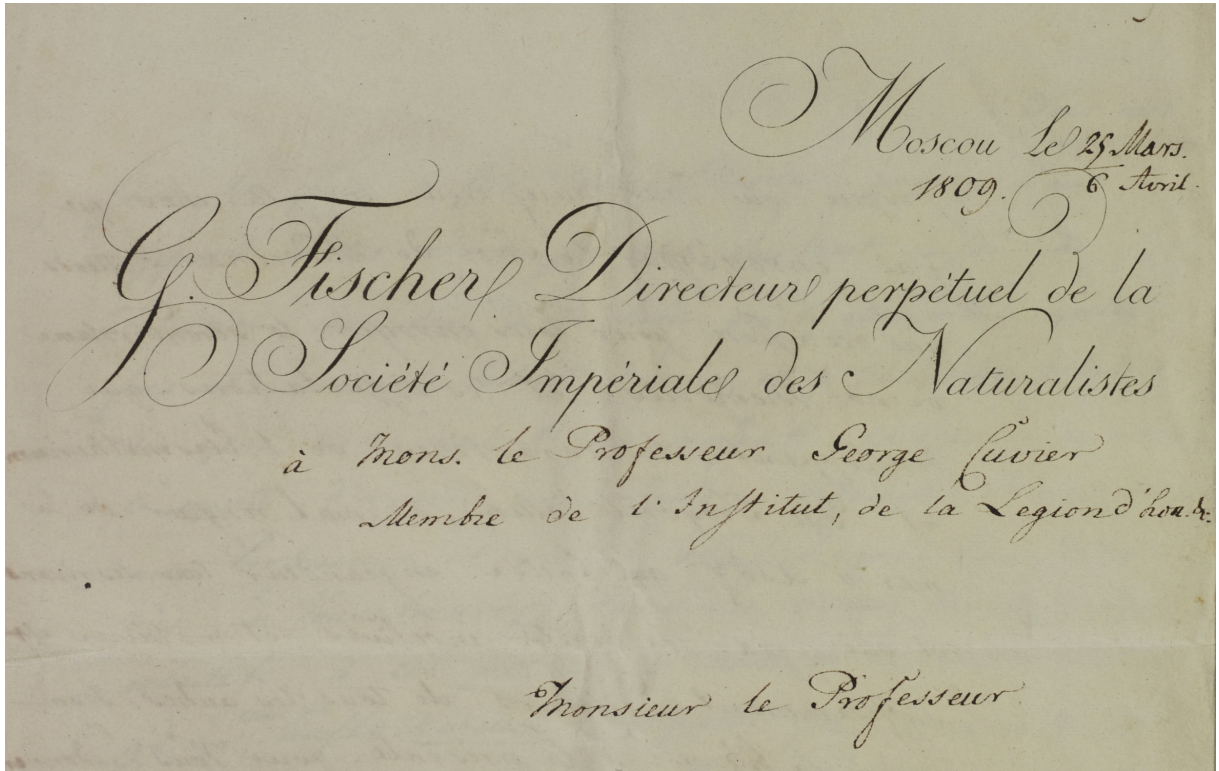 Moscou le 25 Mars.
1809. 6 Avril.
G. Fischer Directeur perpétuel de la
Société Impériale des Naturalistes
à Mons. le Professeur George Cuvier
Membre de l'Institut, de la Legion d'hon. &.
Monsieur le Professeur